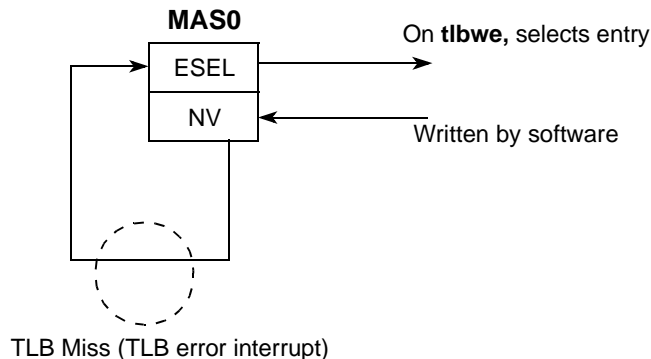 MAS0
On tlbwe, selects entry
ESEL
NV
Written by software
TLB Miss (TLB error interrupt)